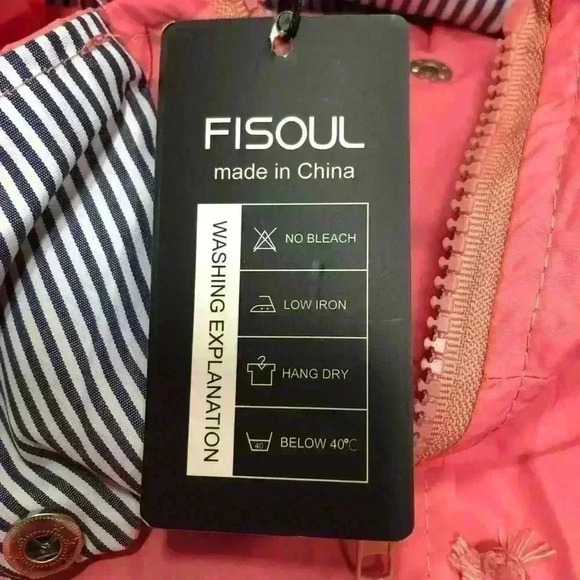 FISOUL
made in China
WASHING EXPLANATION
NO BLEACH
LOW IRON
HANG DRY
40
BELOW 40℃